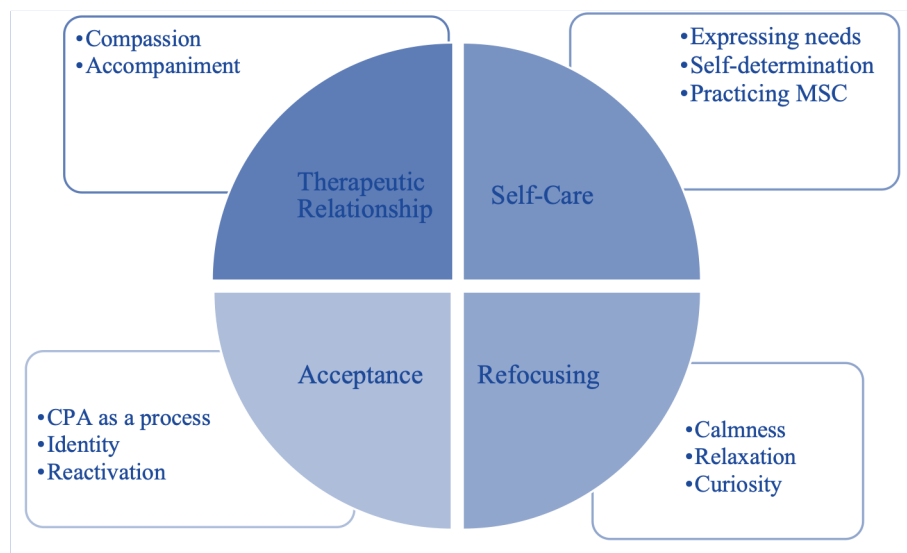 •Compassion
•Accompaniment
•Expressing needs
•Self-determination
•Practicing MSC
Therapeutic
Relationship
Self-Care
Acceptance
Refocusing
•CPA as a process
•Identity
•Reactivation
•Calmness
•Relaxation
•Curiosity